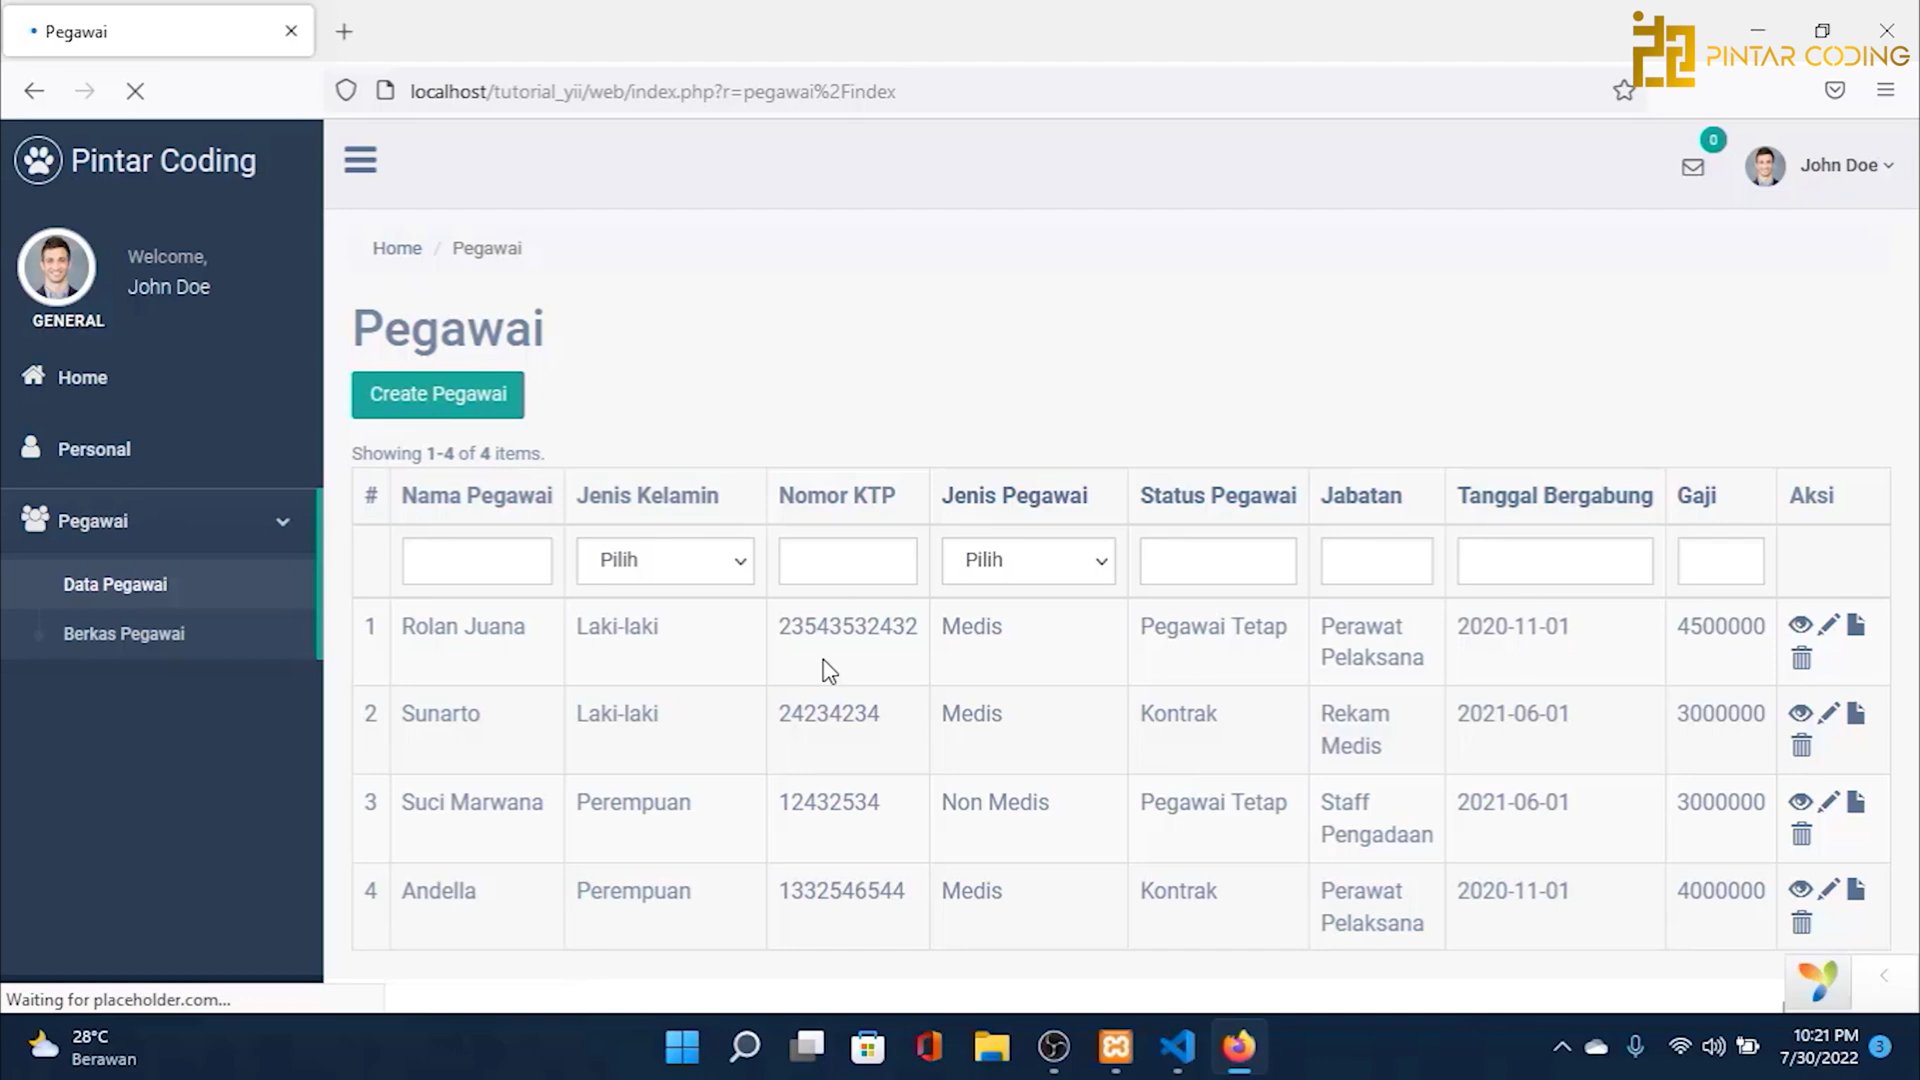 Pegawai
PINTAR CODING
localhost/tutorial_yii/web/index.php?r=pegawai%2Findex
Pintar Coding
0
John Doe
Welcome,
John Doe
GENERAL
Home
Personal
Pegawai
Data Pegawai
Berkas Pegawai
Home / Pegawai
Pegawai
Create Pegawai
Showing 1-4 of 4 items.
# Nama Pegawai Jenis Kelamin Nomor KTP Jenis Pegawai Status Pegawai Jabatan Tanggal Bergabung Gaji Aksi
Pilih Pilih
1 Rolan Juana Laki-laki 23543532432 Medis Pegawai Tetap Perawat Pelaksana 2020-11-01 4500000
2 Sunarto Laki-laki 24234234 Medis Kontrak Rekam Medis 2021-06-01 3000000
3 Suci Marwana Perempuan 12432534 Non Medis Pegawai Tetap Staff Pengadaan 2021-06-01 3000000
4 Andella Perempuan 1332546544 Medis Kontrak Perawat Pelaksana 2020-11-01 4000000
Waiting for placeholder.com...
28°C
Berawan
10:21 PM
7/30/2022
3